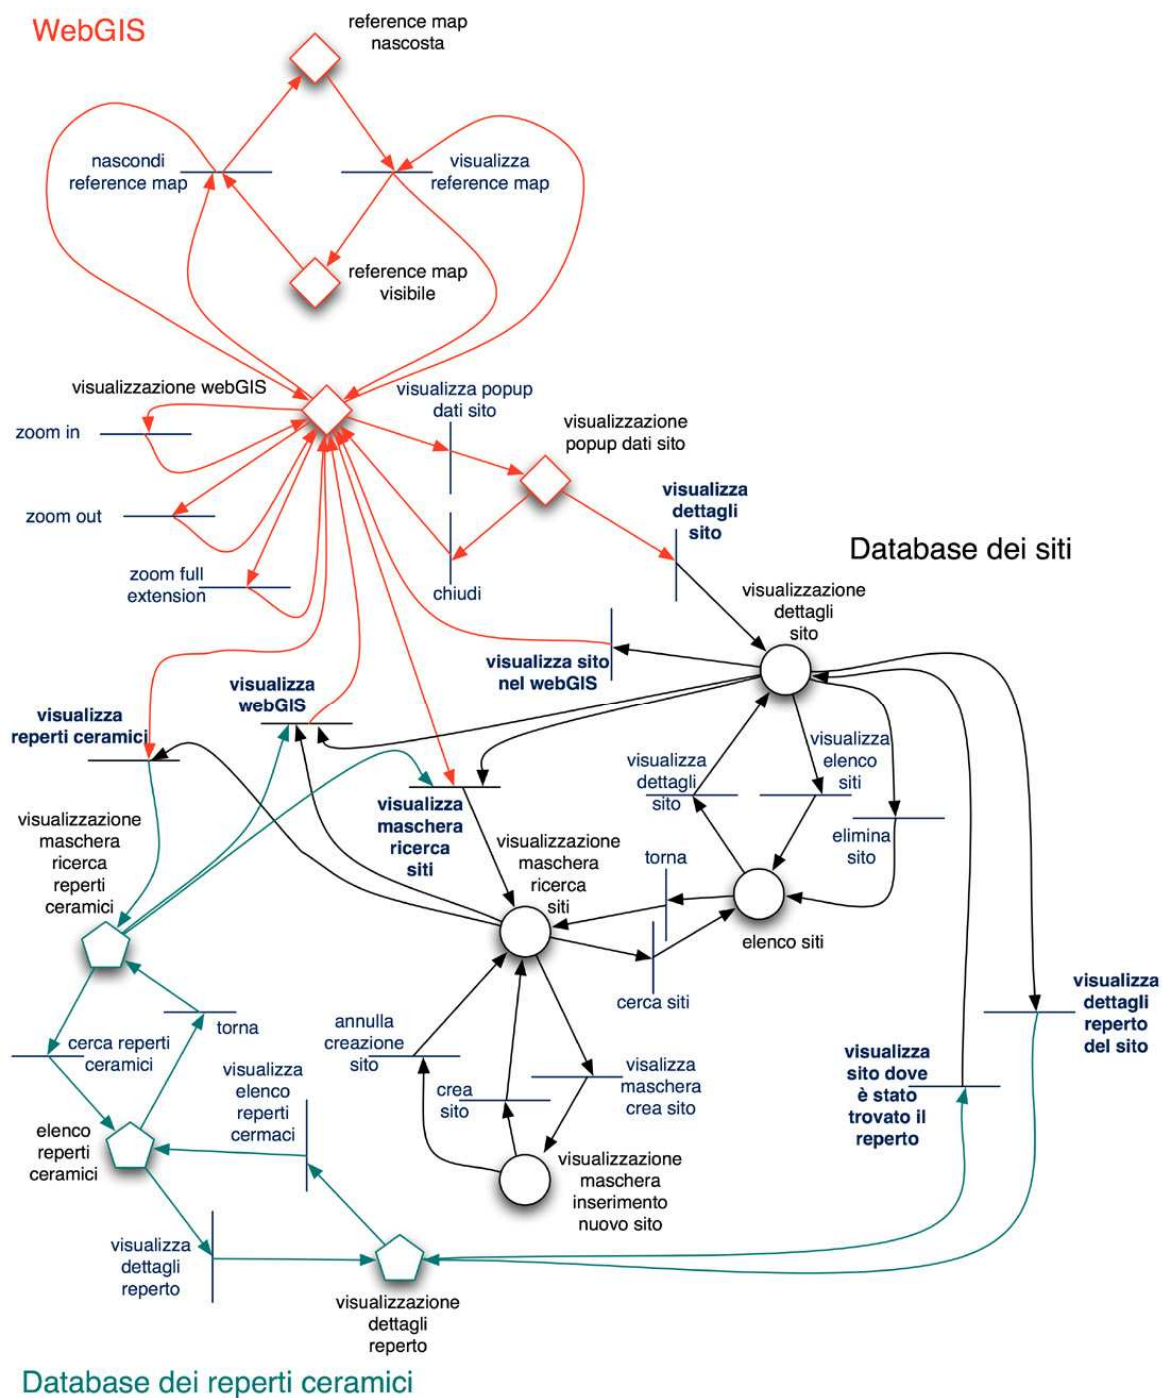 WebGIS
reference map
nascosta
nascondi
reference map
visualizza
reference map
reference map
visibile
visualizzazione webGIS
visualizza popup
dati sito
visualizzazione
popup dati sito
zoom in
zoom out
zoom full
extension
chiudi
visualizza
dettagli
sito
Database dei siti
visualizzazione
dettagli
sito
visualizza sito
nel webGIS
visualizza
webGIS
visualizza
reperti ceramici
visualizza
maschera
ricerca
siti
visualizza
dettagli
sito
visualizza
elenco
siti
elimina
sito
visualizzazione
maschera
ricerca
reperti
ceramici
visualizzazione
maschera
ricerca
siti
torna
elenco siti
cerca siti
cerca reperti
ceramici
torna
annulla
creazione
sito
crea
sito
visalizza
maschera
crea sito
visualizza
sito dove
è stato
trovato il
reperto
visualizza
dettagli
reperto
del sito
visualizza
elenco
reperti
cermaci
elenco
reperti
ceramici
visualizzazione
maschera
inserimento
nuovo sito
visualizza
dettagli
reperto
visualizzazione
dettagli
reperto
Database dei reperti ceramici